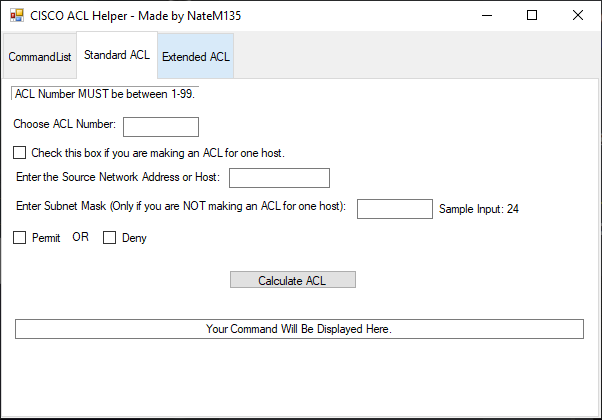 CISCO ACL Helper - Made by NateM135
CommandList Standard ACL Extended ACL
ACL Number MUST be between 1-99.
Choose ACL Number:
Check this box if you are making an ACL for one host.
Enter the Source Network Address or Host:
Enter Subnet Mask (Only if you are NOT making an ACL for one host): Sample Input: 24
Permit OR Deny
Calculate ACL
Your Command Will Be Displayed Here.